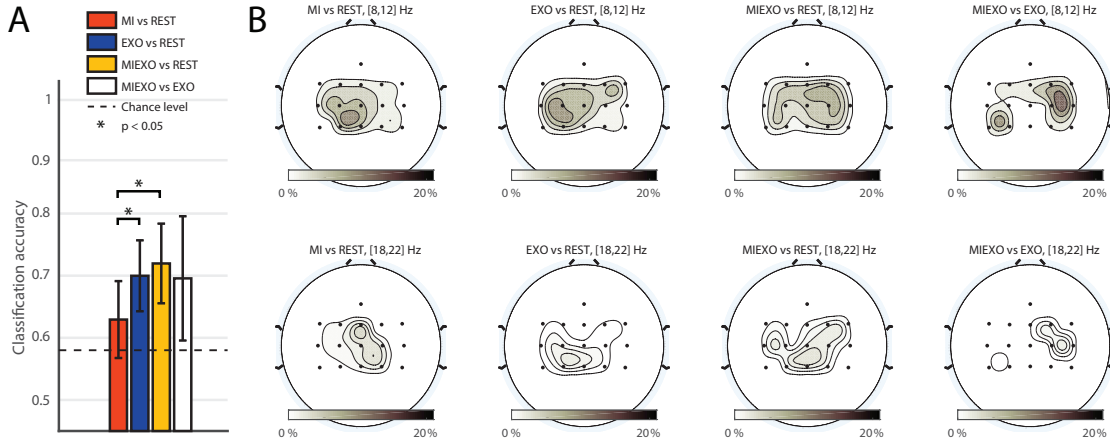 A
MI vs REST
EXO vs REST
MIEXO vs REST
MIEXO vs EXO
Chance level
* p < 0.05
Classification accuracy
1
0.9
0.8
0.7
0.6
0.5
*
*
B
MI vs REST, [8,12] Hz
EXO vs REST, [8,12] Hz
MIEXO vs REST, [8,12] Hz
MIEXO vs EXO, [8,12] Hz
0 % 20%
0 % 20%
0 % 20%
0 % 20%
MI vs REST, [18,22] Hz
EXO vs REST, [18,22] Hz
MIEXO vs REST, [18,22] Hz
MIEXO vs EXO, [18,22] Hz
0 % 20%
0 % 20%
0 % 20%
0 % 20%